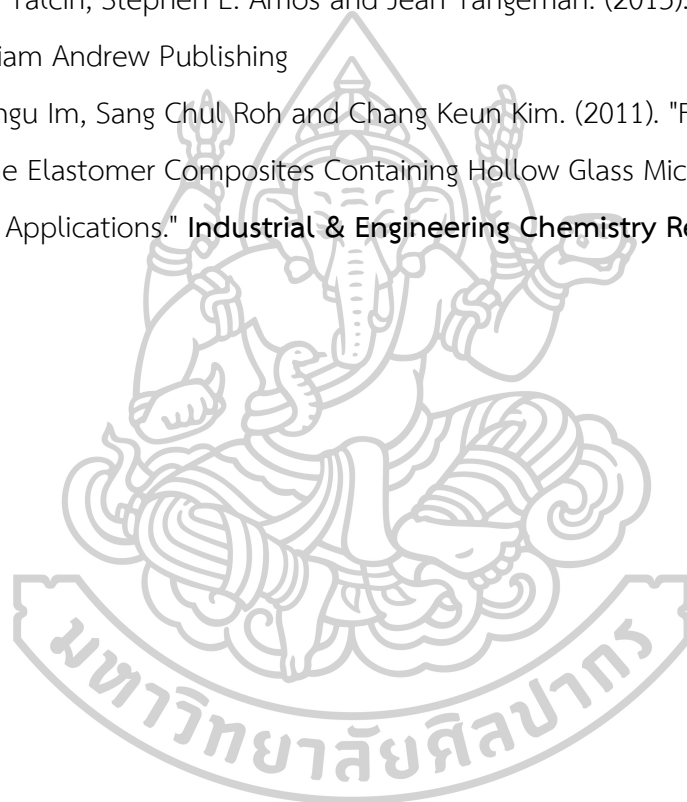 Yalcin, Stephen E. Amos and Jean Tangeman. (2015).
iam Andrew Publishing
ngu Im, Sang Chul Roh and Chang Keun Kim. (2011). "F
e Elastomer Composites Containing Hollow Glass Mic
Applications." Industrial & Engineering Chemistry Re
มหาวิทยาลัยศิลปากร